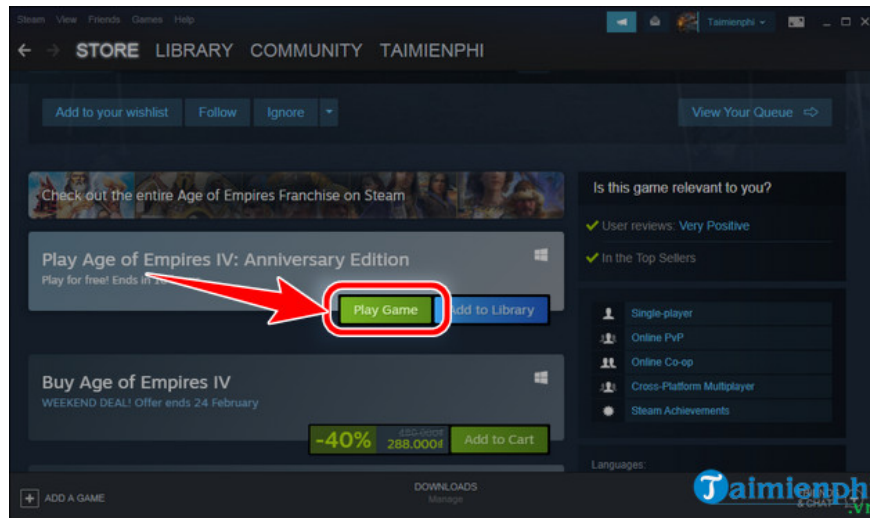 Steam View Friends Games Help
Taimienphi
STORE LIBRARY COMMUNITY TAIMIENPHI
Add to your wishlist Follow Ignore View Your Queue
Check out the entire Age of Empires Franchise on Steam
Is this game relevant to you?
User reviews: Very Positive
In the Top Sellers
Play Age of Empires IV: Anniversary Edition
Play for free! Ends in
Play Game Add to Library
Single-player
Online PvP
Online Co-op
Cross-Platform Multiplayer
Steam Achievements
Buy Age of Empires IV
WEEKEND DEAL! Offer ends 24 February
-40% 288.000₫ Add to Cart
Languages:
+ ADD A GAME
DOWNLOADS
Manage
& CHAT
Taimienph
.vn